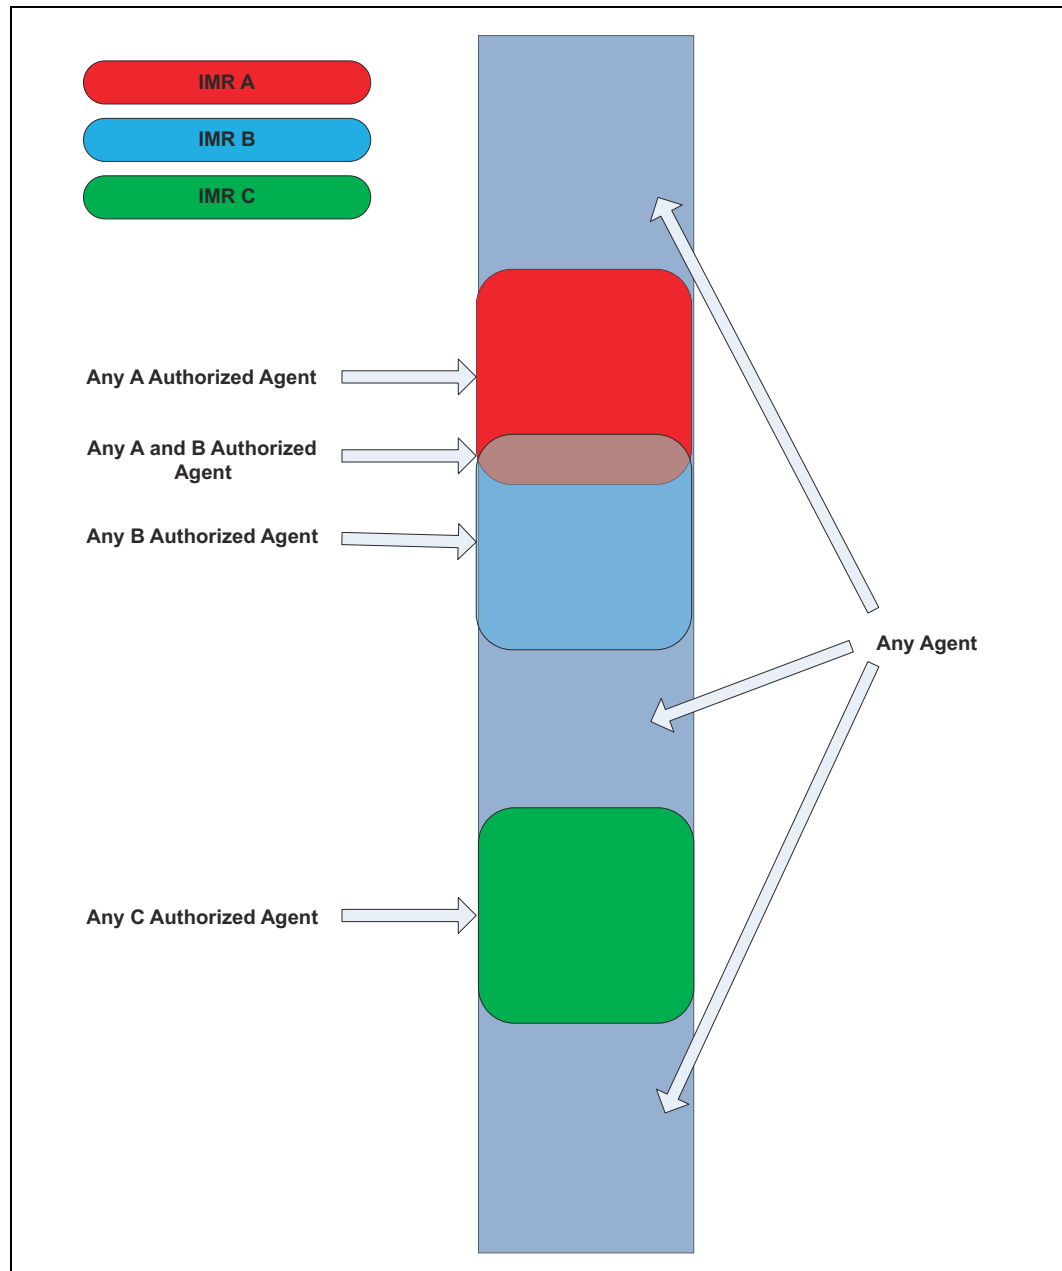 IMR A
IMR B
IMR C
Any A Authorized Agent
Any A and B Authorized
Agent
Any B Authorized Agent
Any Agent
Any C Authorized Agent